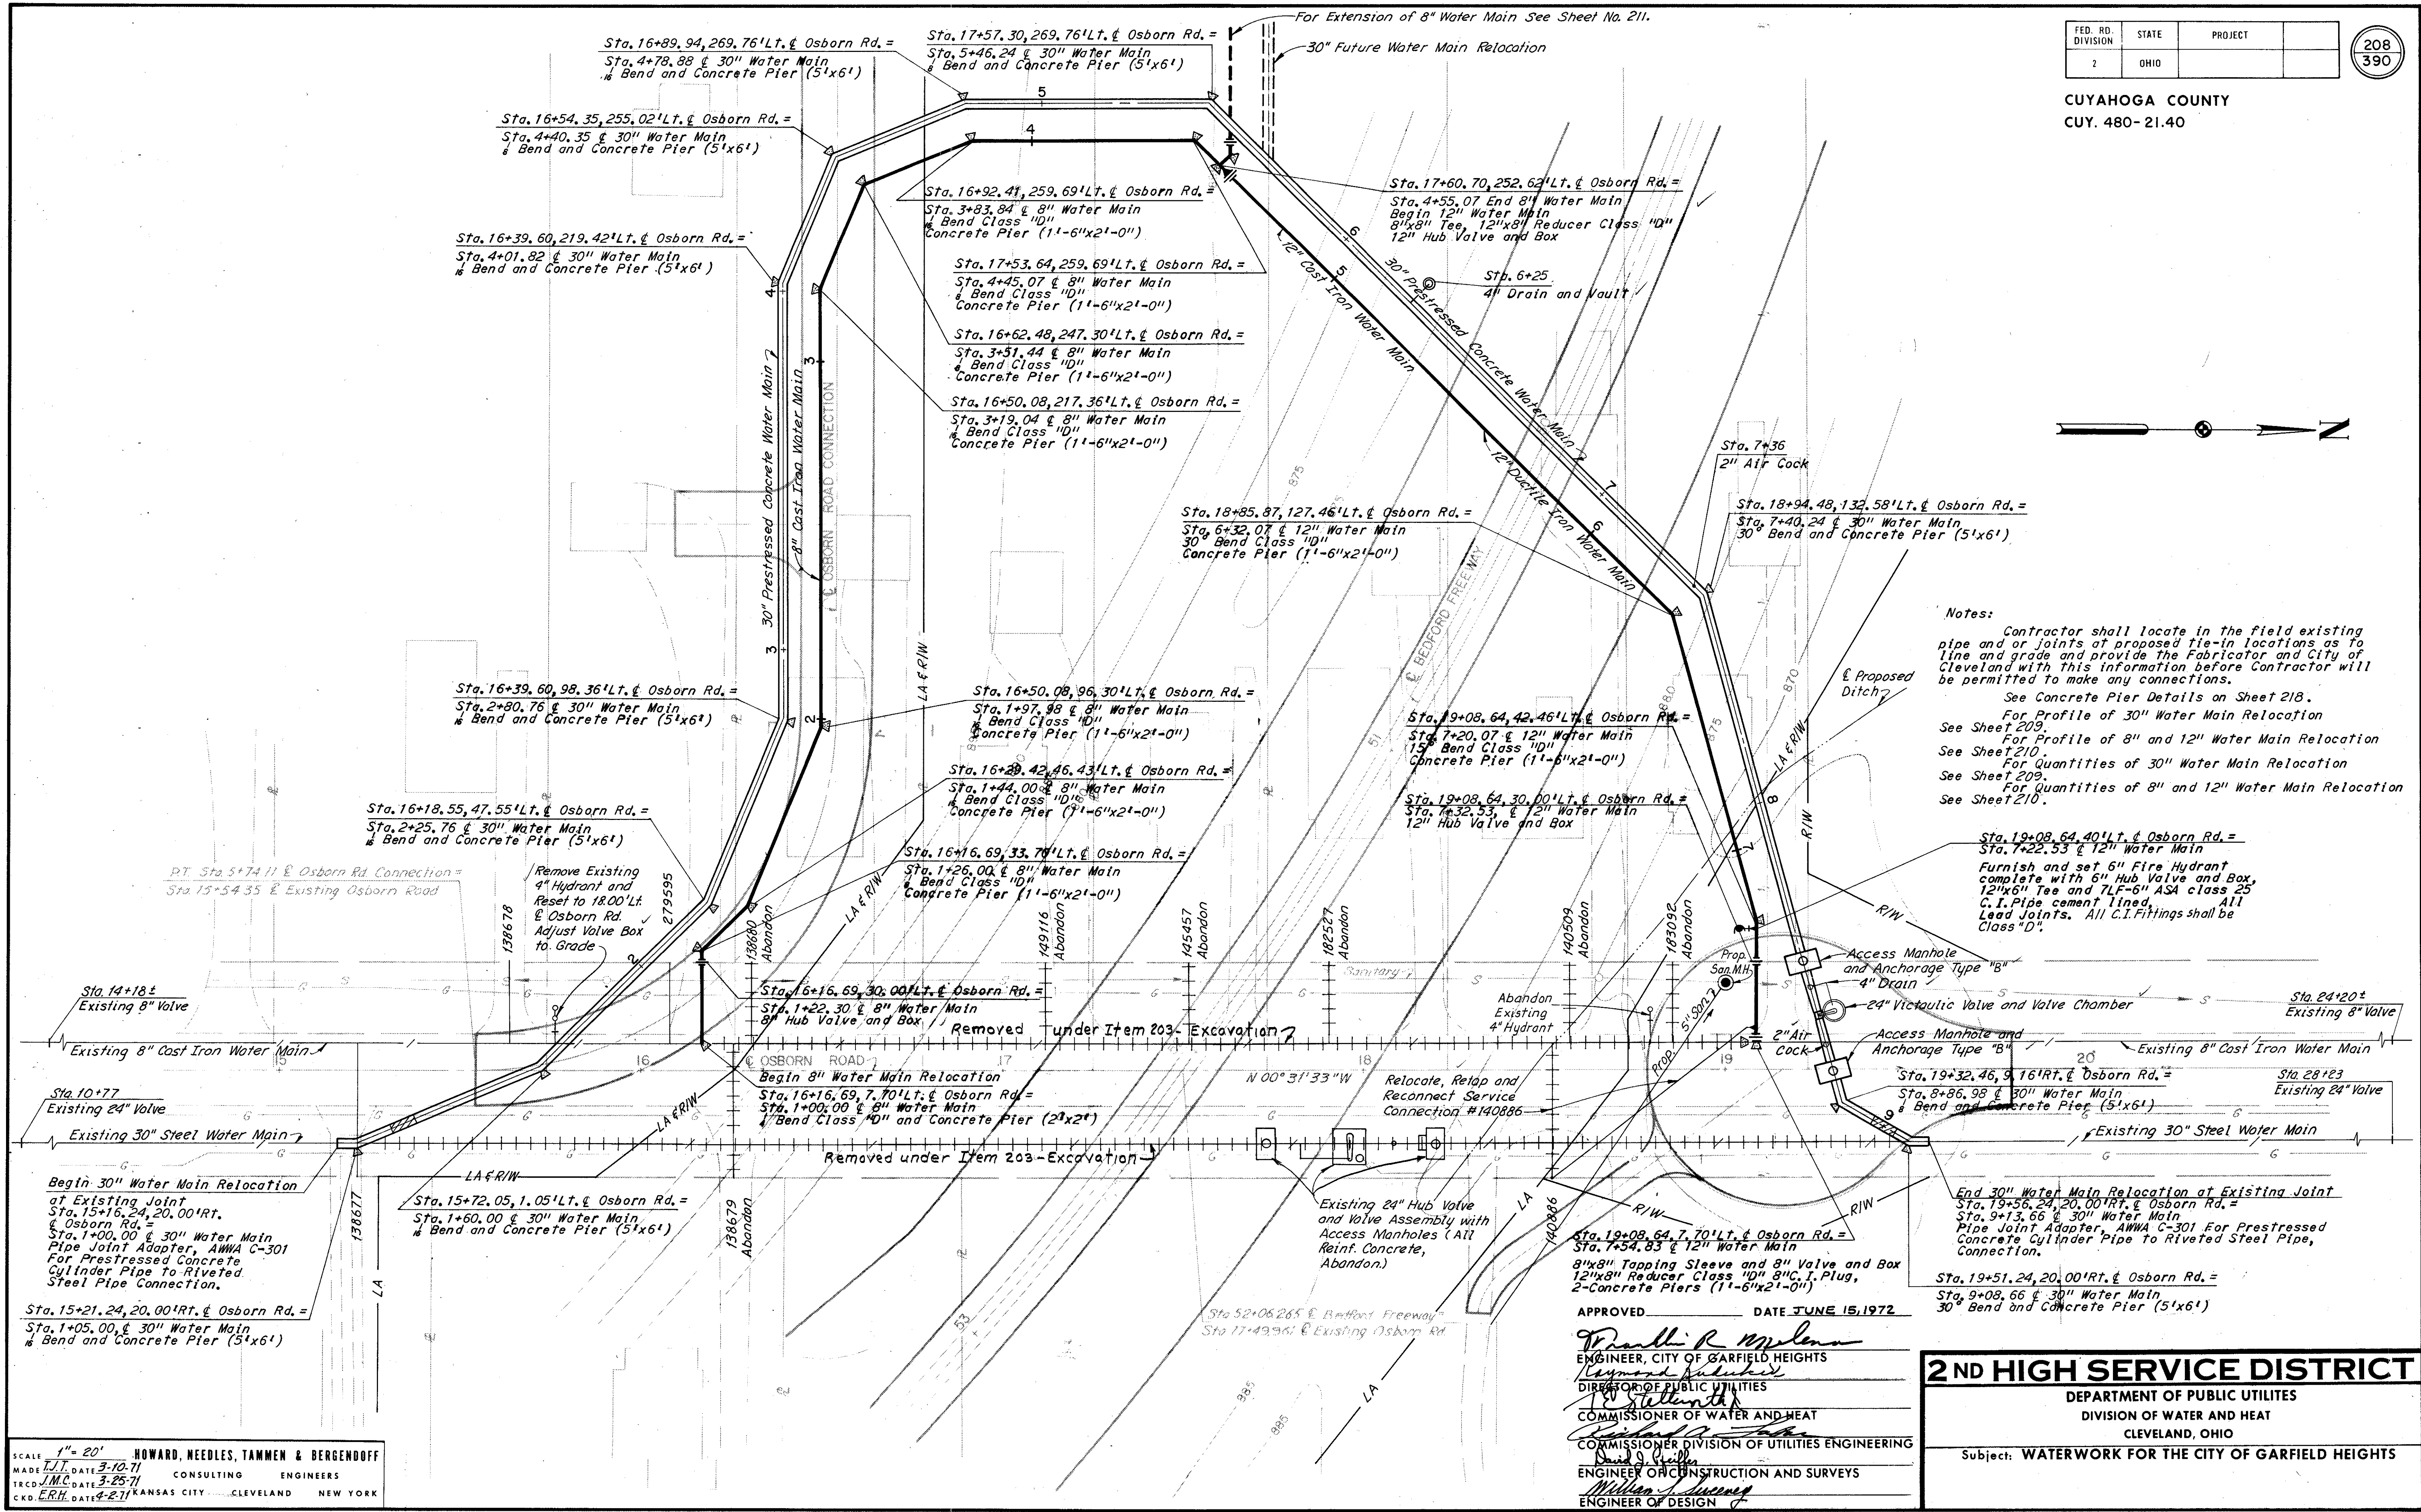 For Extension of 8" Water Main See Sheet No. 211.
30" Future Water Main Relocation
FED. RD. DIVISION STATE PROJECT
2 OHIO
208
390
CUYAHOGA COUNTY
CUY. 480-21.40
Sta. 16+89.94, 269.76' Lt. ℄ Osborn Rd. =
Sta. 4+78.88 ℄ 30" Water Main
1/16 Bend and Concrete Pier (5'x6')
Sta. 17+57.30, 269.76' Lt. ℄ Osborn Rd. =
Sta. 5+46.24 ℄ 30" Water Main
1/8 Bend and Concrete Pier (5'x6')
Sta. 16+54.35, 255.02' Lt. ℄ Osborn Rd. =
Sta. 4+40.35 ℄ 30" Water Main
1/8 Bend and Concrete Pier (5'x6')
Sta. 16+39.60, 219.42' Lt. ℄ Osborn Rd. =
Sta. 4+01.82 ℄ 30" Water Main
1/16 Bend and Concrete Pier (5'x6')
Sta. 16+92.41, 259.69' Lt. ℄ Osborn Rd. =
Sta. 3+83.84 ℄ 8" Water Main
1/16 Bend Class "D"
Concrete Pier (1'-6"x2'-0")
Sta. 17+53.64, 259.69' Lt. ℄ Osborn Rd. =
Sta. 4+45.07 ℄ 8" Water Main
1/8 Bend Class "D"
Concrete Pier (1'-6"x2'-0")
Sta. 16+62.48, 247.30' Lt. ℄ Osborn Rd. =
Sta. 3+51.44 ℄ 8" Water Main
1/8 Bend Class "D"
Concrete Pier (1'-6"x2'-0")
Sta. 16+50.08, 217.36' Lt. ℄ Osborn Rd. =
Sta. 3+19.04 ℄ 8" Water Main
1/16 Bend Class "D"
Concrete Pier (1'-6"x2'-0")
Sta. 17+60.70, 252.62' Lt. ℄ Osborn Rd. =
Sta. 4+55.07 End 8" Water Main
Begin 12" Water Main
8"x8" Tee, 12"x8" Reducer Class "D"
12" Hub Valve and Box
Sta. 6+25
4" Drain and Vault
12" Cast Iron Water Main
30" Prestressed Concrete Water Main
12" Ductile Iron Water Main
30" Prestressed Concrete Water Main
8" Cast Iron Water Main
℄ OSBORN ROAD CONNECTION
℄ BEDFORD FREEWAY
Sta. 7+36
2" Air Cock
Sta. 18+94.48, 132.58' Lt. ℄ Osborn Rd. =
Sta. 7+40.24 ℄ 30" Water Main
30° Bend and Concrete Pier (5'x6')
Sta. 18+85.87, 127.46' Lt. ℄ Osborn Rd. =
Sta. 6+32.07 ℄ 12" Water Main
30° Bend Class "D"
Concrete Pier (1'-6"x2'-0")
N
Notes:
Contractor shall locate in the field existing
pipe and or joints at proposed tie-in locations as to
line and grade and provide the Fabricator and City of
Cleveland with this information before Contractor will
be permitted to make any connections.
See Concrete Pier Details on Sheet 218.
For Profile of 30" Water Main Relocation
See Sheet 209.
For Profile of 8" and 12" Water Main Relocation
See Sheet 210.
For Quantities of 30" Water Main Relocation
See Sheet 209.
For Quantities of 8" and 12" Water Main Relocation
See Sheet 210.
℄ Proposed
Ditch
Sta. 16+39.60, 98.36' Lt. ℄ Osborn Rd. =
Sta. 2+80.76 ℄ 30" Water Main
1/16 Bend and Concrete Pier (5'x6')
Sta. 16+50.08, 96.30' Lt. ℄ Osborn Rd. =
Sta. 1+97.98 ℄ 8" Water Main
1/16 Bend Class "D"
Concrete Pier (1'-6"x2'-0")
Sta. 16+29.42, 46.43' Lt. ℄ Osborn Rd. =
Sta. 1+44.00 ℄ 8" Water Main
Bend Class "D"
Concrete Pier (1'-6"x2'-0")
Sta. 16+16.69, 33.70' Lt. ℄ Osborn Rd. =
Sta. 1+26.00 ℄ 8" Water Main
1/8 Bend Class "D"
Concrete Pier (1'-6"x2'-0")
Sta. 19+08.64, 42.46' Lt. ℄ Osborn Rd. =
Sta. 7+20.07 ℄ 12" Water Main
15° Bend Class "D"
Concrete Pier (1'-6"x2'-0")
Sta. 19+08.64, 30.00' Lt. ℄ Osborn Rd. =
Sta. 7+32.53, ℄ 12" Water Main
12" Hub Valve and Box
Sta. 19+08.64, 40' Lt. ℄ Osborn Rd. =
Sta. 7+22.53 ℄ 12" Water Main
Furnish and set 6" Fire Hydrant
complete with 6" Hub Valve and Box,
12"x6" Tee and 7LF-6" ASA class 25
C.I. Pipe cement lined. All
Lead Joints. All C.I. Fittings shall be
Class "D".
Sta. 16+18.55, 47.55' Lt. ℄ Osborn Rd. =
Sta. 2+25.76 ℄ 30" Water Main
1/16 Bend and Concrete Pier (5'x6')
P.T. Sta. 5+74.11 ℄ Osborn Rd. Connection =
Sta. 15+54.35 ℄ Existing Osborn Road
Remove Existing
4" Hydrant and
Reset to 18.00' Lt.
℄ Osborn Rd.
Adjust Valve Box
to Grade
138678
279595
138680
Abandon
149116
Abandon
145457
Abandon
182527
Abandon
140509
Abandon
183092
Abandon
Sta. 14+18±
Existing 8" Valve
Existing 8" Cast Iron Water Main
Sta. 10+77
Existing 24" Valve
Existing 30" Steel Water Main
Sta. 16+16.69, 30.00' Lt. ℄ Osborn Rd. =
Sta. 1+22.30 ℄ 8" Water Main
8" Hub Valve and Box
Removed under Item 203 - Excavation
℄ OSBORN ROAD
Begin 8" Water Main Relocation
Sta. 16+16.69, 7.70' Lt. ℄ Osborn Rd. =
Sta. 1+00.00 ℄ 8" Water Main
Bend Class "D" and Concrete Pier (2'x2')
N 00° 31' 33" W
Sanitary
Abandon
Existing
4" Hydrant
Prop.
San. M.H.
Relocate, Retap and
Reconnect Service
Connection #140886
2" Air
Cock
Access Manhole
and Anchorage Type "B"
4" Drain
24" Victaulic Valve and Valve Chamber
Access Manhole and
Anchorage Type "B"
Sta. 24+20±
Existing 8" Valve
Existing 8" Cast Iron Water Main
Sta. 28+23
Existing 24" Valve
Existing 30" Steel Water Main
Sta. 19+32.46, 9.16' Rt. ℄ Osborn Rd. =
Sta. 8+86.98 ℄ 30" Water Main
1/8 Bend and Concrete Pier (5'x6')
Removed under Item 203 - Excavation
Begin 30" Water Main Relocation
at Existing Joint
Sta. 15+16.24, 20.00' Rt.
℄ Osborn Rd. =
Sta. 1+00.00 ℄ 30" Water Main
Pipe Joint Adapter, AWWA C-301
For Prestressed Concrete
Cylinder Pipe to Riveted
Steel Pipe Connection.
Sta. 15+21.24, 20.00' Rt. ℄ Osborn Rd. =
Sta. 1+05.00, ℄ 30" Water Main
1/16 Bend and Concrete Pier (5'x6')
138677
LA & R/W
LA
Sta. 15+72.05, 1.05' Lt. ℄ Osborn Rd. =
Sta. 1+60.00 ℄ 30" Water Main
1/16 Bend and Concrete Pier (5'x6')
138679
Abandon
Existing 24" Hub Valve
and Valve Assembly with
Access Manholes (All
Reinf. Concrete,
Abandon.)
140886
Sta. 52+06.265 ℄ Bedford Freeway =
Sta. 17+49.961 ℄ Existing Osborn Rd.
Sta. 19+08.64, 7.70' Lt. ℄ Osborn Rd. =
Sta. 7+54.83 ℄ 12" Water Main
8"x8" Tapping Sleeve and 8" Valve and Box
12"x8" Reducer Class "D" 8" C.I. Plug,
2-Concrete Piers (1'-6"x2'-0")
End 30" Water Main Relocation at Existing Joint
Sta. 19+56.24, 20.00' Rt. ℄ Osborn Rd. =
Sta. 9+13.66 ℄ 30" Water Main
Pipe Joint Adapter, AWWA C-301 For Prestressed
Concrete Cylinder Pipe to Riveted Steel Pipe,
Connection.
Sta. 19+51.24, 20.00' Rt. ℄ Osborn Rd. =
Sta. 9+08.66 ℄ 30" Water Main
30° Bend and Concrete Pier (5'x6')
APPROVED DATE JUNE 15, 1972
ENGINEER, CITY OF GARFIELD HEIGHTS
DIRECTOR OF PUBLIC UTILITIES
COMMISSIONER OF WATER AND HEAT
COMMISSIONER DIVISION OF UTILITIES ENGINEERING
David J. Pfeiffer
ENGINEER OF CONSTRUCTION AND SURVEYS
William J. Sweeney
ENGINEER OF DESIGN
2ND HIGH SERVICE DISTRICT
DEPARTMENT OF PUBLIC UTILITES
DIVISION OF WATER AND HEAT
CLEVELAND, OHIO
Subject: WATERWORK FOR THE CITY OF GARFIELD HEIGHTS
SCALE 1"= 20' HOWARD, NEEDLES, TAMMEN & BERGENDOFF
MADE T.J.T. DATE 3-10-71 CONSULTING ENGINEERS
TRCD J.M.C. DATE 3-25-71
CKD. E.R.H. DATE 4-2-71 KANSAS CITY CLEVELAND NEW YORK